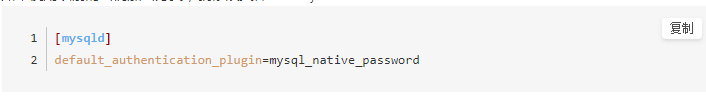 复制
1 [mysqld]
2 default_authentication_plugin=mysql_native_password